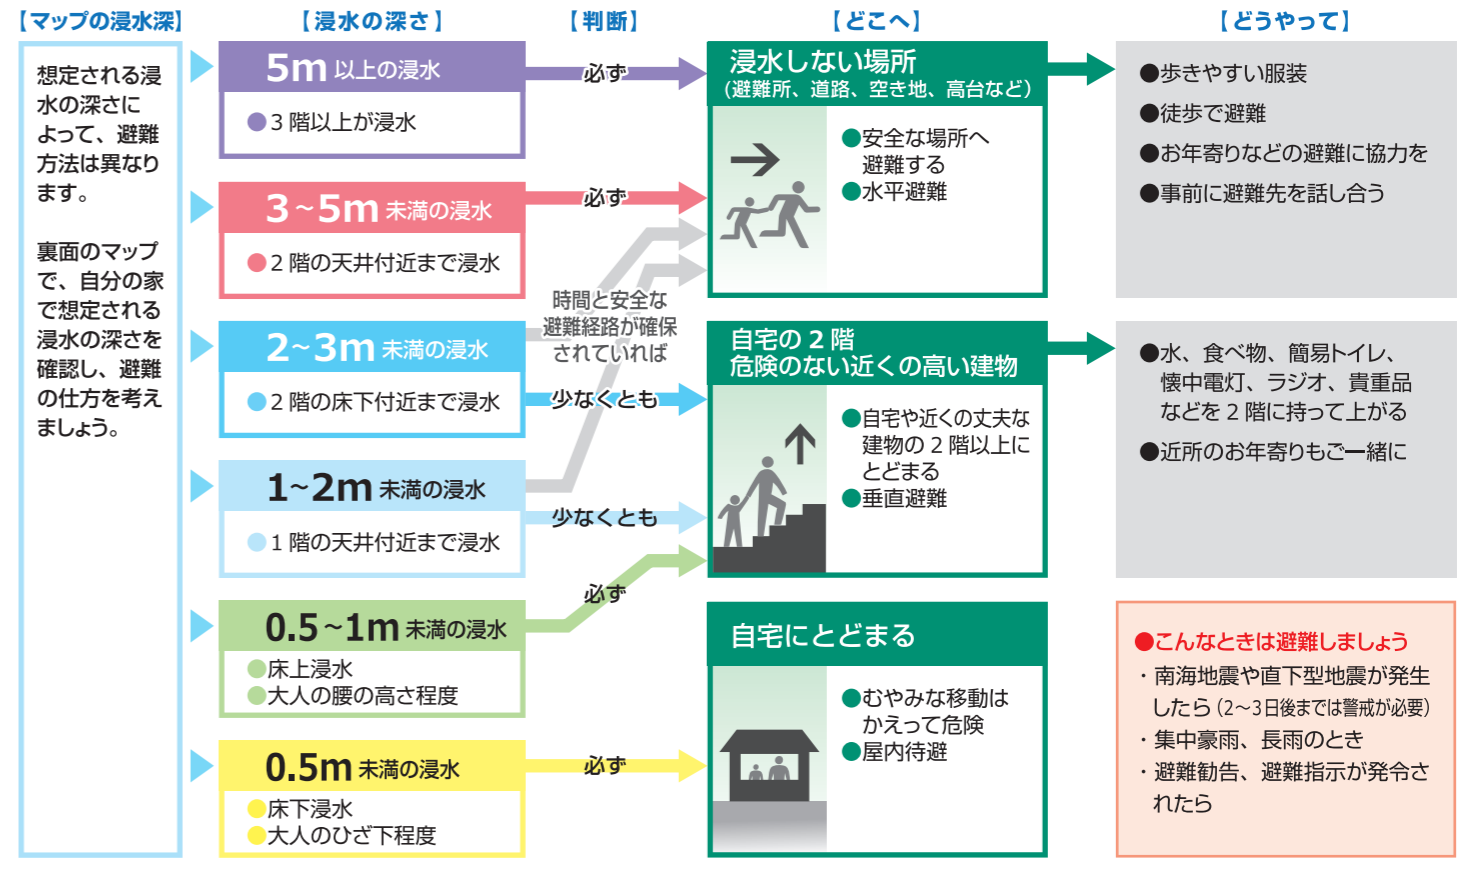 【マップの浸水深】
【浸水の深さ】
【判断】
【どこへ】
【どうやって】
想定される浸
水の深さに
よって、避難
方法は異なり
ます。
裏面のマップ
で、自分の家
で想定される
浸水の深さを
確認し、避難
の仕方を考え
ましょう。
5m以上の浸水
●3階以上が浸水
3～5m未満の浸水
●2階の天井付近まで浸水
2～3m未満の浸水
●2階の床下付近まで浸水
1～2m未満の浸水
●1階の天井付近まで浸水
0.5～1m未満の浸水
●床上浸水
●大人の腰の高さ程度
0.5m未満の浸水
●床下浸水
●大人のひざ下程度
必ず
必ず
時間と安全な
避難経路が確保
されていれば
少なくとも
少なくとも
必ず
必ず
浸水しない場所
（避難所、道路、空き地、高台など）
●安全な場所へ
避難する
●水平避難
自宅の2階
危険のない近くの高い建物
●自宅や近くの丈夫な
建物の2階以上に
とどまる
●垂直避難
自宅にとどまる
●むやみな移動は
かえって危険
●屋内待避
●歩きやすい服装
●徒歩で避難
●お年寄りなどの避難に協力を
●事前に避難先を話し合う
●水、食べ物、簡易トイレ、
懐中電灯、ラジオ、貴重品
などを2階に持って上がる
●近所のお年寄りもご一緒に
●こんなときは避難しましょう
・南海地震や直下型地震が発生
したら（2～3日後までは警戒が必要）
・集中豪雨、長雨のとき
・避難勧告、避難指示が発令さ
れたら